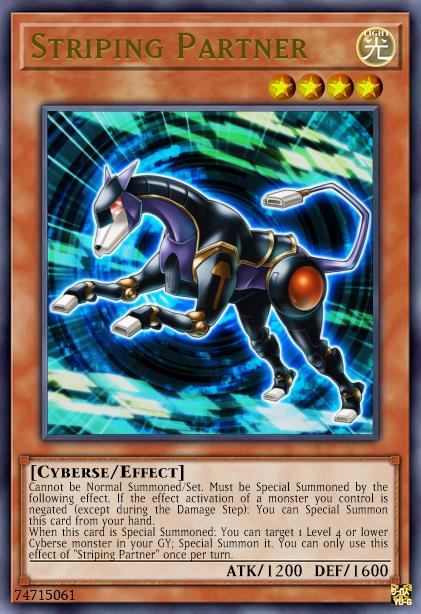 STRIPING PARTNER
LIGHT
光
[CYBERSE/EFFECT]
Cannot be Normal Summoned/Set. Must be Special Summoned by the
following effect. If the effect activation of a monster you control is
negated (except during the Damage Step): You can Special Summon
this card from your hand.
When this card is Special Summoned: You can target 1 Level 4 or lower
Cyberse monster in your GY; Special Summon it. You can only use this
effect of "Striping Partner" once per turn.
ATK/1200 DEF/1600
74715061